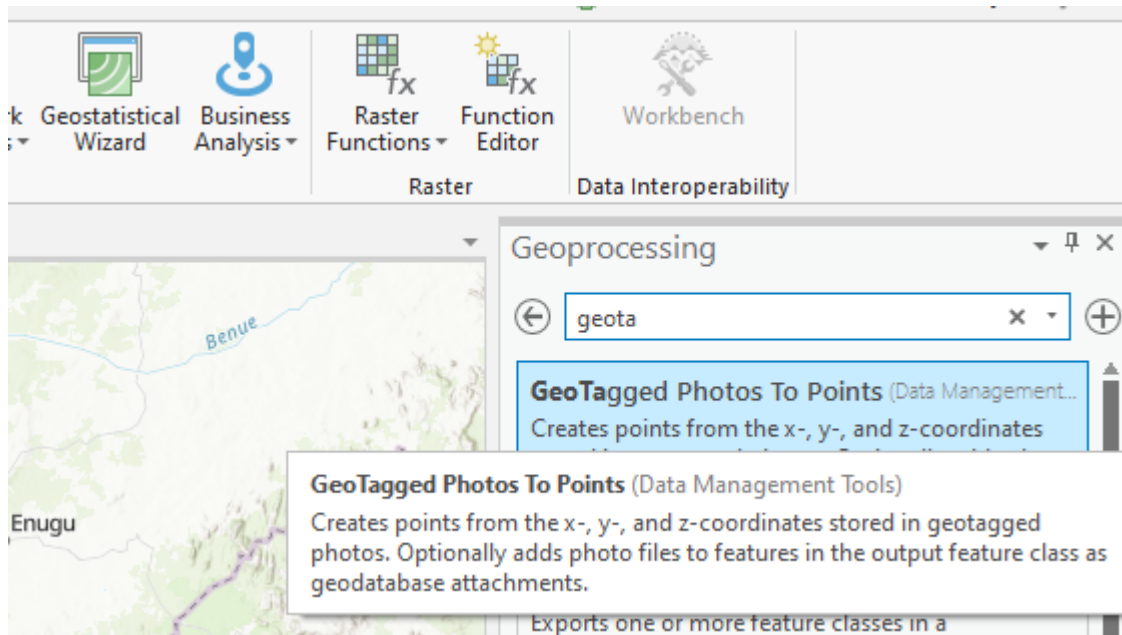 k Geostatistical Business Raster Function Workbench
s Wizard Analysis fx Functions fx Editor
Raster Data Interoperability
Geoprocessing
Benue
geota
GeoTagged Photos To Points (Data Management...
Creates points from the x-, y-, and z-coordinates
GeoTagged Photos To Points (Data Management Tools)
Creates points from the x-, y-, and z-coordinates stored in geotagged
Enugu
photos. Optionally adds photo files to features in the output feature class as
geodatabase attachments.
Exports one or more feature classes in a